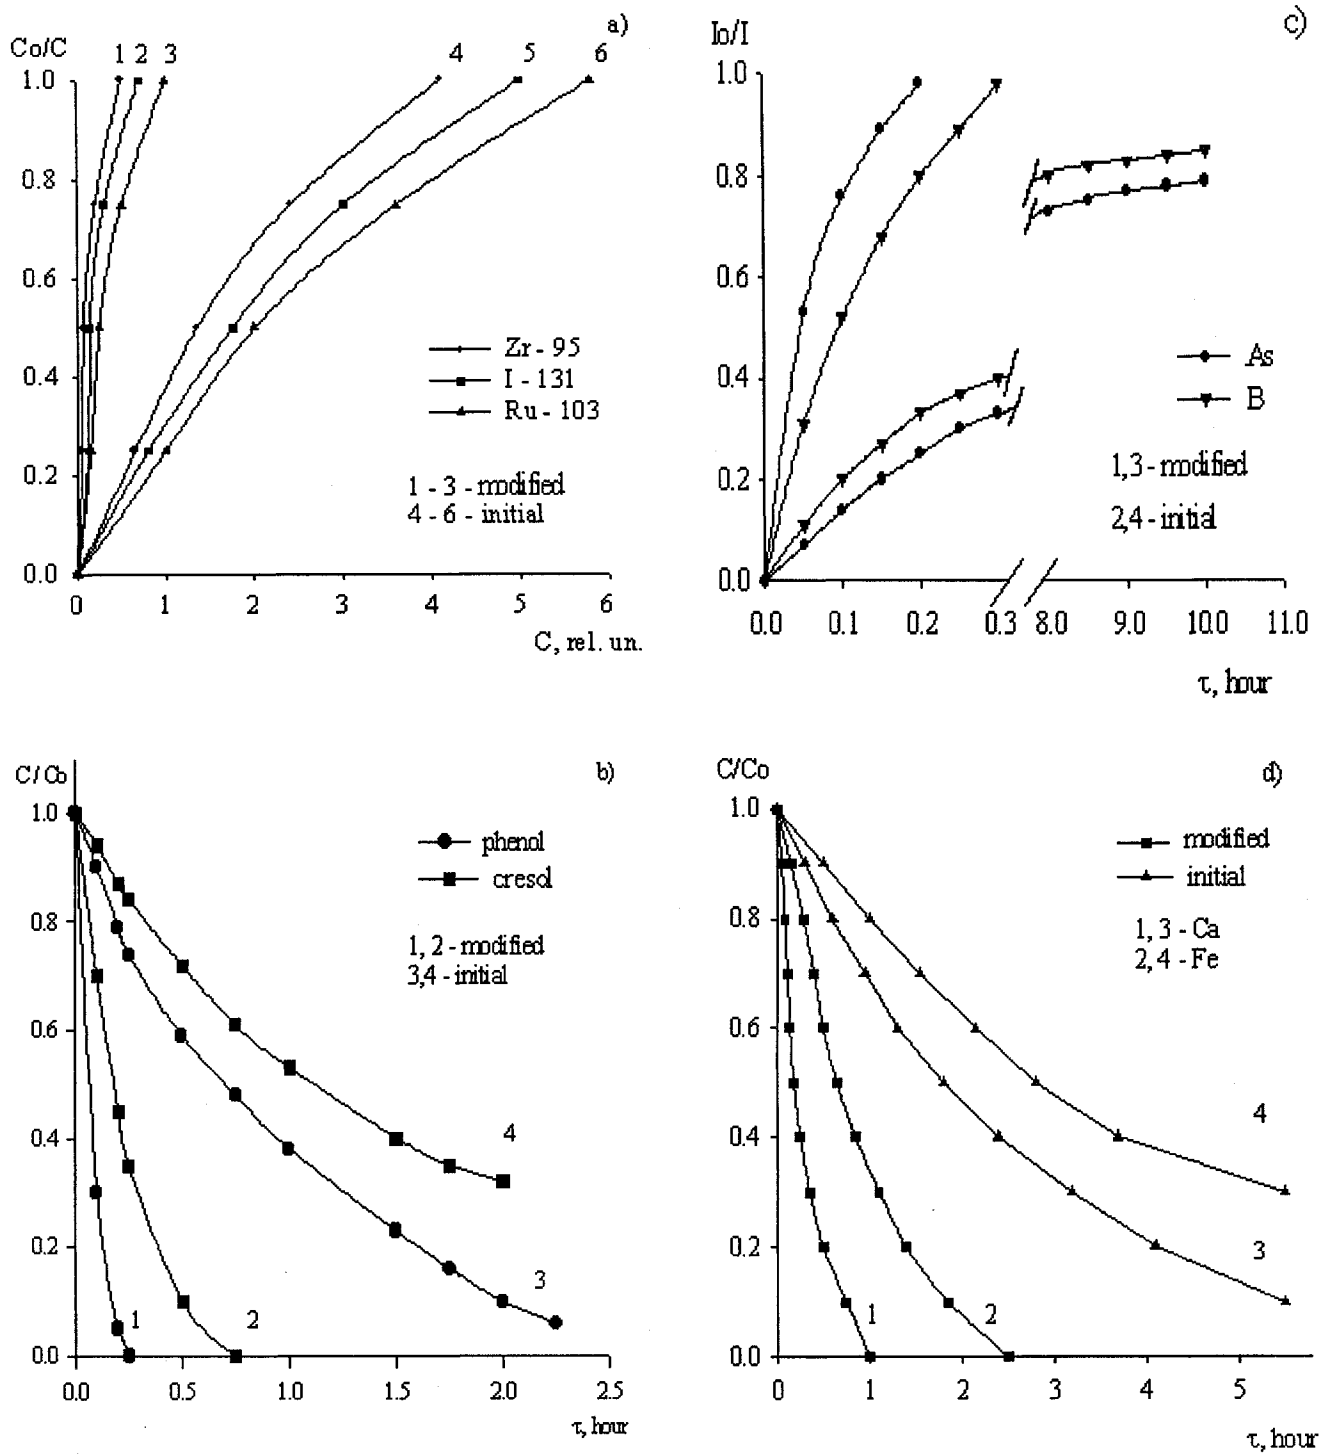 a)
Co/C
1 2 3 4 5 6
1.0
0.8
0.6
0.4
0.2
0.0
Zr - 95
I - 131
Ru - 103
1 - 3 - modified
4 - 6 - initial
0 1 2 3 4 5 6
C, rel. un.
c)
Io/I
1.0
0.8
0.6
0.4
0.2
0.0
As
B
1,3 - modified
2,4 - initial
0.0 0.1 0.2 0.3 8.0 9.0 10.0 11.0
τ, hour
b)
C/Co
1.0
0.8
0.6
0.4
0.2
0.0
phenol
cresol
1, 2 - modified
3,4 - initial
4
3
1 2
0.0 0.5 1.0 1.5 2.0 2.5
τ, hour
d)
C/Co
1.0
0.8
0.6
0.4
0.2
0.0
modified
initial
1, 3 - Ca
2, 4 - Fe
4
3
1 2
0 1 2 3 4 5
τ, hour